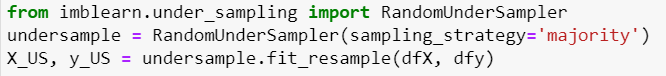 from imblearn.under_sampling import RandomUnderSampler
undersample = RandomUnderSampler(sampling_strategy='majority')
X_US, y_US = undersample.fit_resample(dfX, dfy)